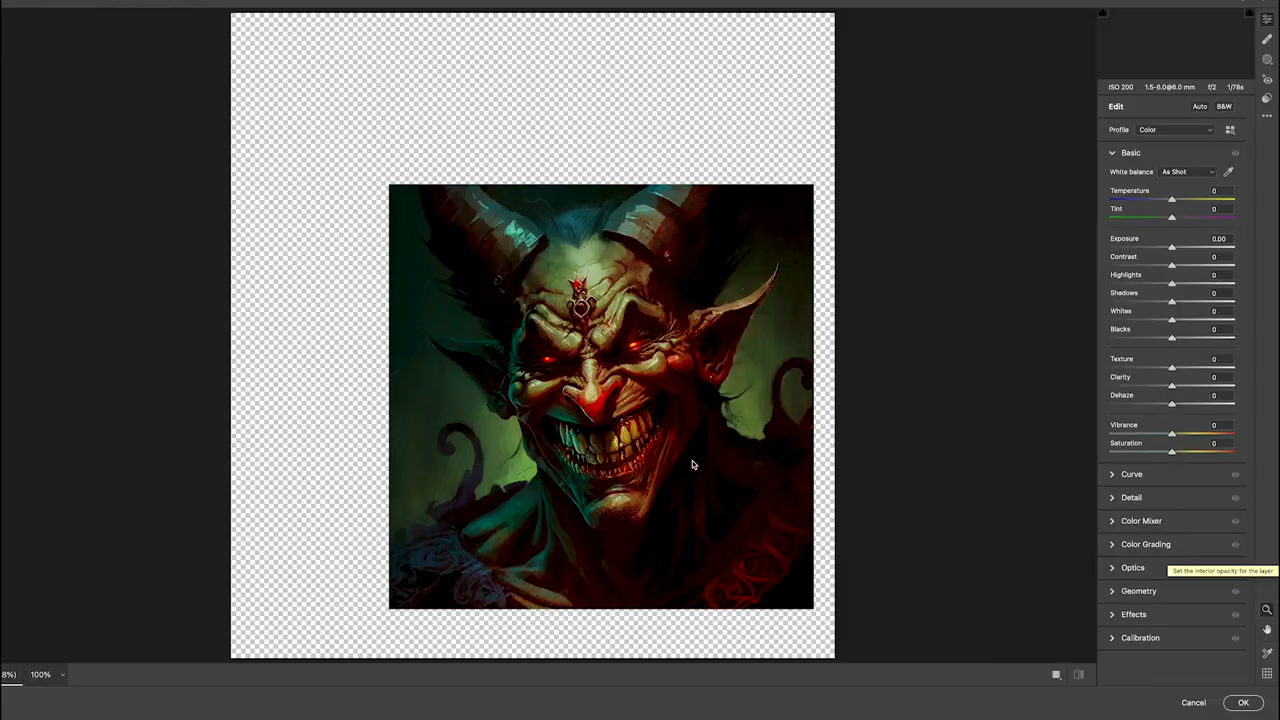 ISO 200 1.5-6.0@6.0 mm f/2 1/78s
Edit Auto B&W
Profile Color
Basic
White balance As Shot
Temperature 0
Tint 0
Exposure 0.00
Contrast 0
Highlights 0
Shadows 0
Whites 0
Blacks 0
Texture 0
Clarity 0
Dehaze 0
Vibrance 0
Saturation 0
Curve
Detail
Color Mixer
Color Grading
Optics
Set the interior opacity for the layer
Geometry
Effects
Calibration
8%) 100%
Cancel OK